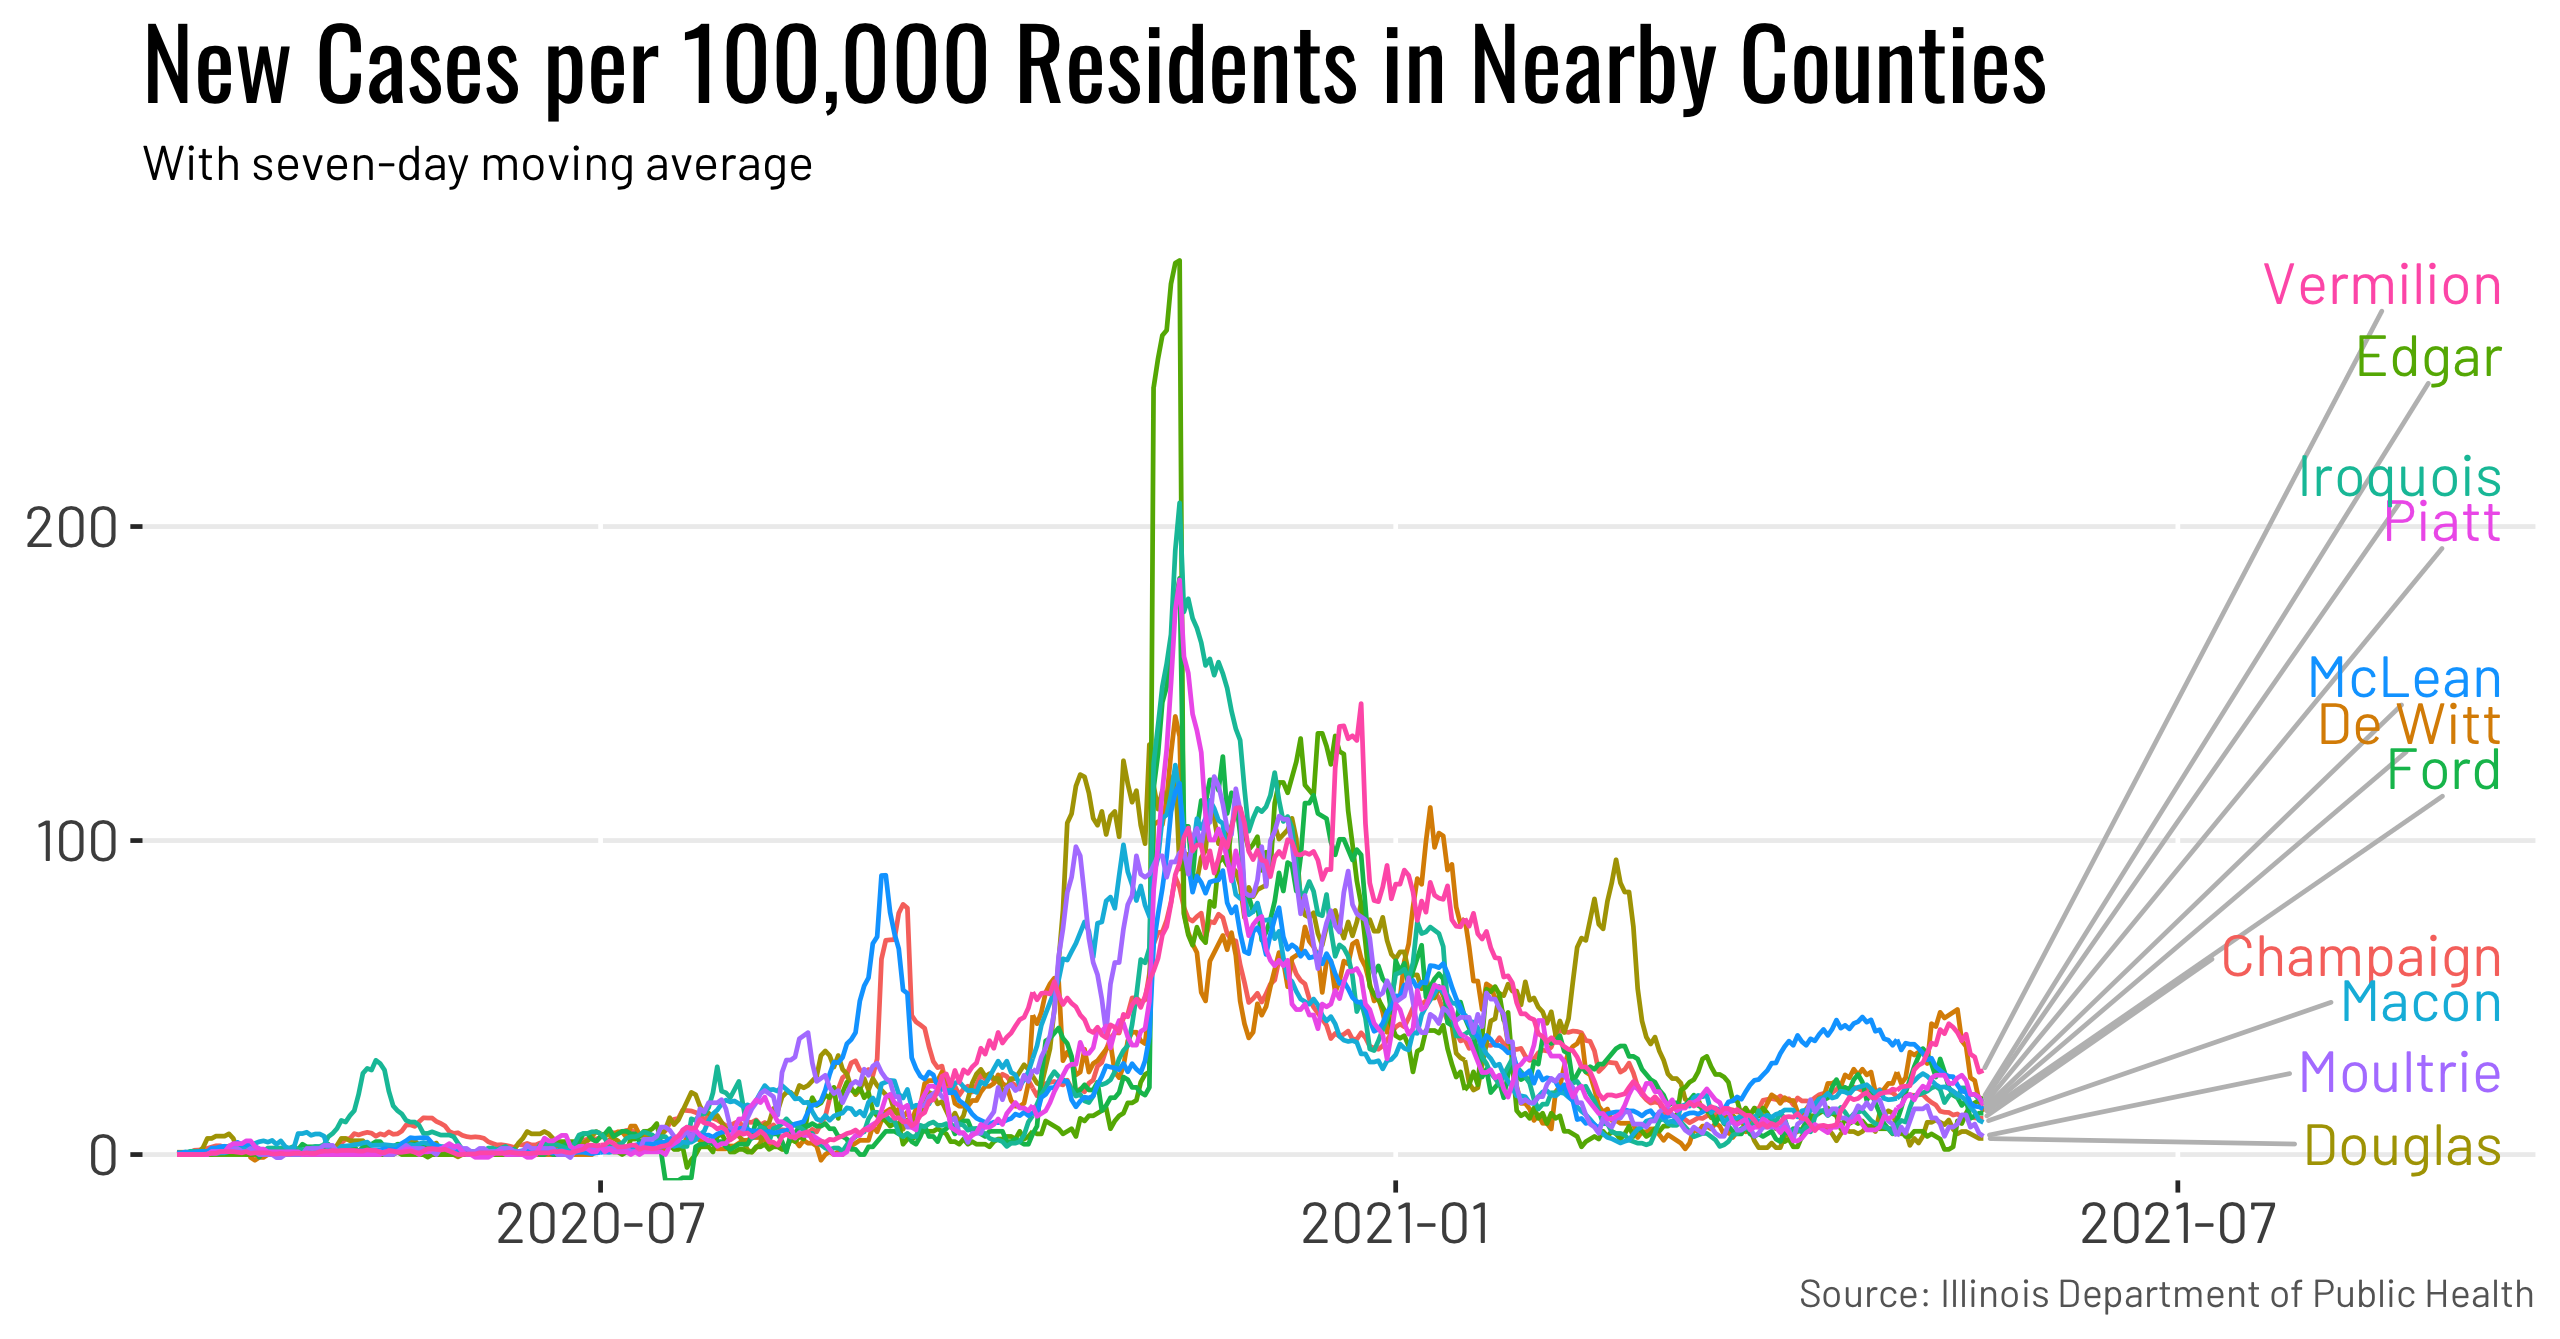 New Cases per 100,000 Residents in Nearby Counties
With seven-day moving average
Vermilion
Edgar
Iroquois
Piatt
McLean
De Witt
Ford
Champaign
Macon
Moultrie
Douglas
200
100
0
2020-07
2021-01
2021-07
Source: Illinois Department of Public Health